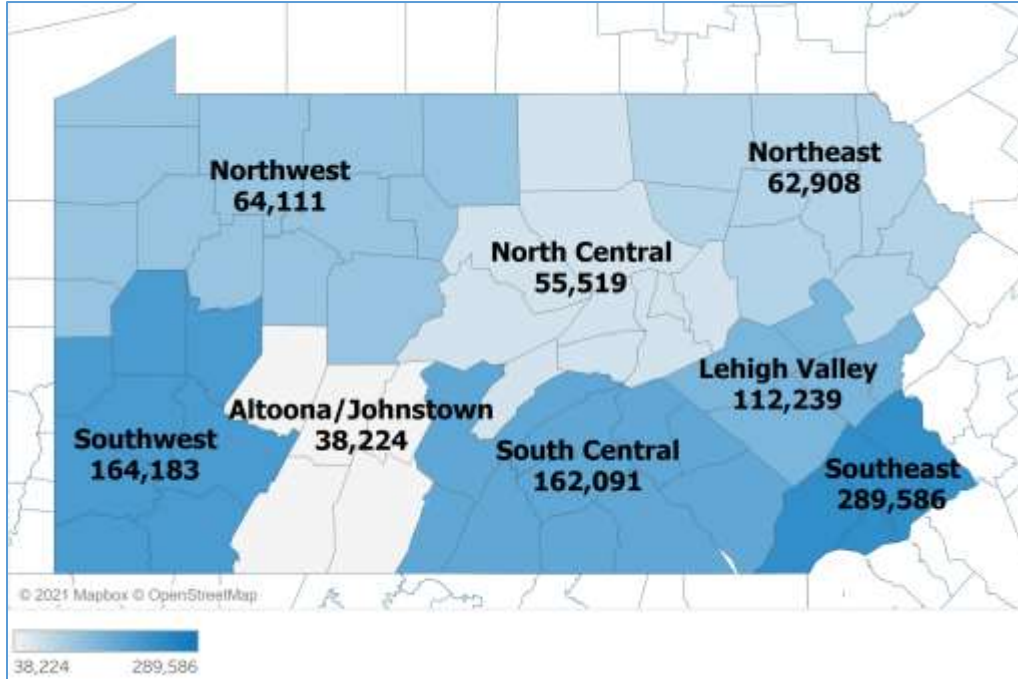 Northwest
64,111
Northeast
62,908
North Central
55,519
Lehigh Valley
112,239
Altoona/Johnstown
38,224
Southwest
164,183
South Central
162,091
Southeast
289,586
© 2021 Mapbox © OpenStreetMap
38,224 289,586